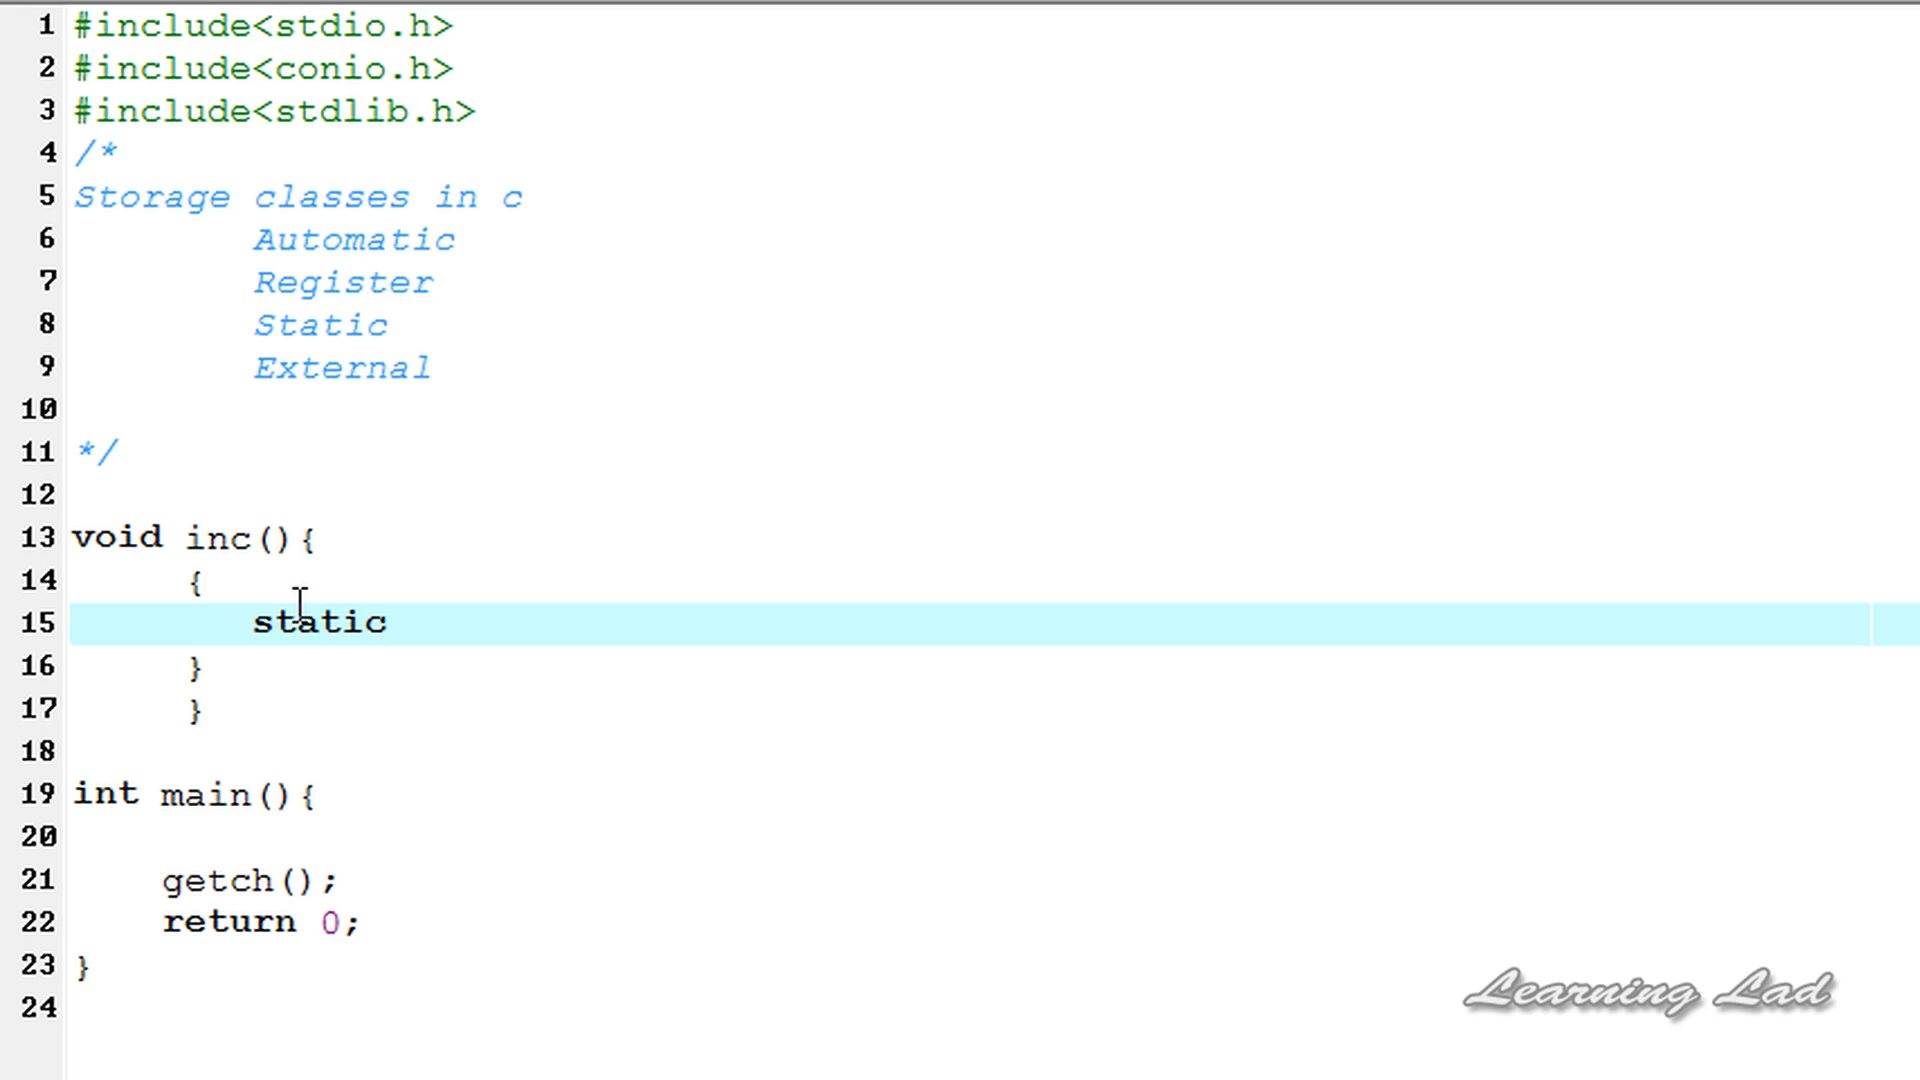 1 #include<stdio.h>
2 #include<conio.h>
3 #include<stdlib.h>
4 /*
5 Storage classes in c
6 Automatic
7 Register
8 Static
9 External
10
11 */
12
13 void inc(){
14 {
15 static
16 }
17 }
18
19 int main(){
20
21 getch();
22 return 0;
23 }
24
Learning Lad